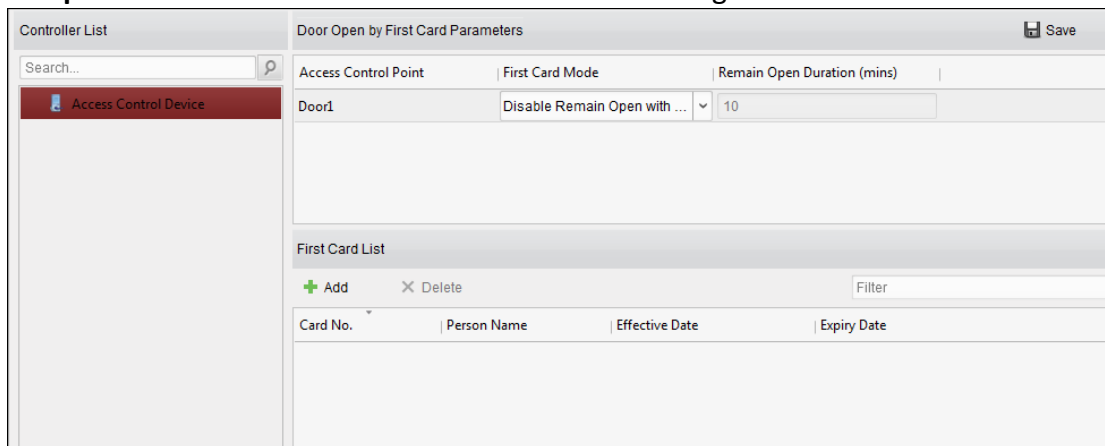 Controller List
Door Open by First Card Parameters
Save
Search...
Access Control Point
First Card Mode
Remain Open Duration (mins)
Access Control Device
Door1
Disable Remain Open with ...
10
First Card List
Add
Delete
Filter
Card No.
Person Name
Effective Date
Expiry Date